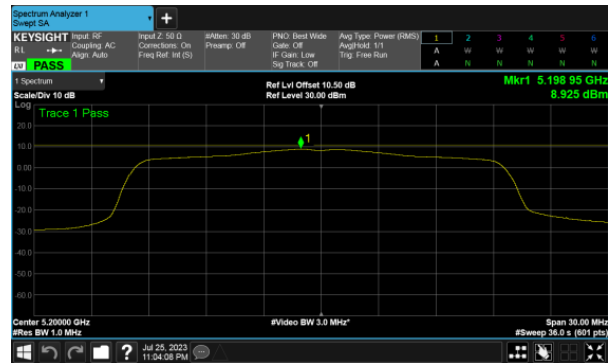 Spectrum Analyzer 1
Swept SA
KEYSIGHT Input: RF Input Z: 50 Ω #Atten: 30 dB PNO: Best Wide Avg Type: Power (RMS) 1 2 3 4 5 6
RL Coupling: AC Corrections: On Preamp: Off Gate: Off Avg|Hold: 1/1 A W W W W W
Align: Auto Freq Ref: Int (S) IF Gain: Low Trig: Free Run
LXI PASS Sig Track: Off A N N N N N
1 Spectrum Ref Lvl Offset 10.50 dB Mkr1 5.198 95 GHz
Scale/Div 10 dB Ref Level 30.00 dBm 8.925 dBm
Log
Trace 1 Pass
20.0
10.0
1
0.00
-10.0
-20.0
-30.0
-40.0
-50.0
-60.0
Center 5.20000 GHz #Video BW 3.0 MHz* Span 30.00 MHz
#Res BW 1.0 MHz #Sweep 36.0 s (601 pts)
? Jul 25, 2023
11:04:08 PM